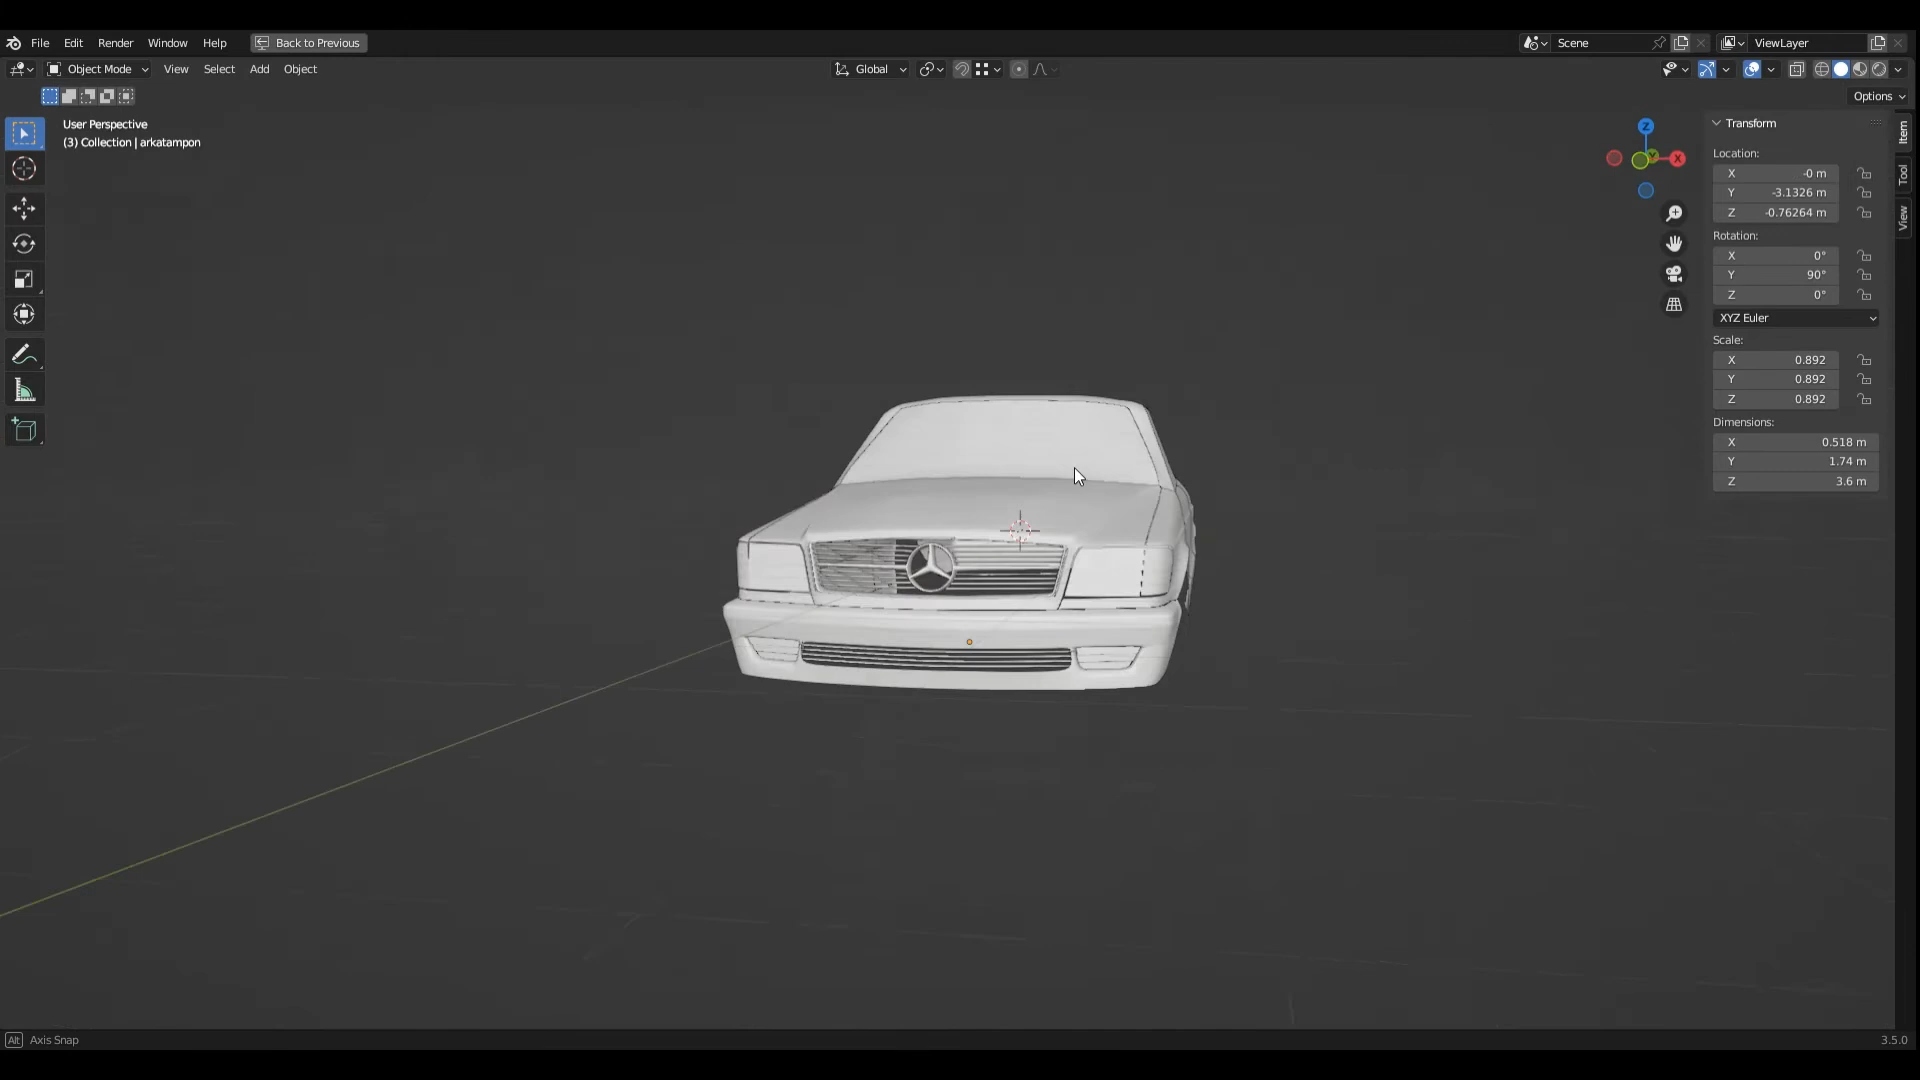 File Edit Render Window Help Back to Previous Scene ViewLayer
Object Mode View Select Add Object Global
Options
User Perspective
(3) Collection | arkatampon
Z
X
Transform
Location:
X -0 m
Y -3.1326 m
Z -0.76264 m
Rotation:
X 0°
Y 90°
Z 0°
XYZ Euler
Scale:
X 0.892
Y 0.892
Z 0.892
Dimensions:
X 0.518 m
Y 1.74 m
Z 3.6 m
Item
Tool
View
Alt Axis Snap 3.5.0